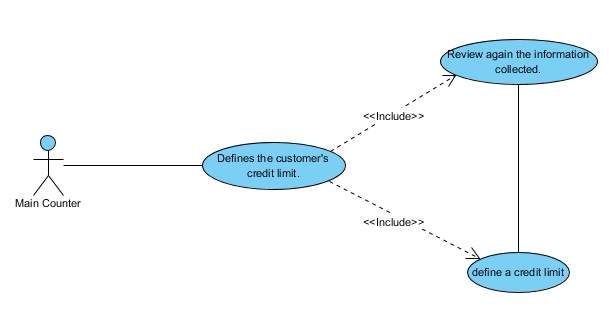 Review again the information
collected.
<<Include>>
Defines the customer's
credit limit.
Main Counter
<<Include>>
define a credit limit